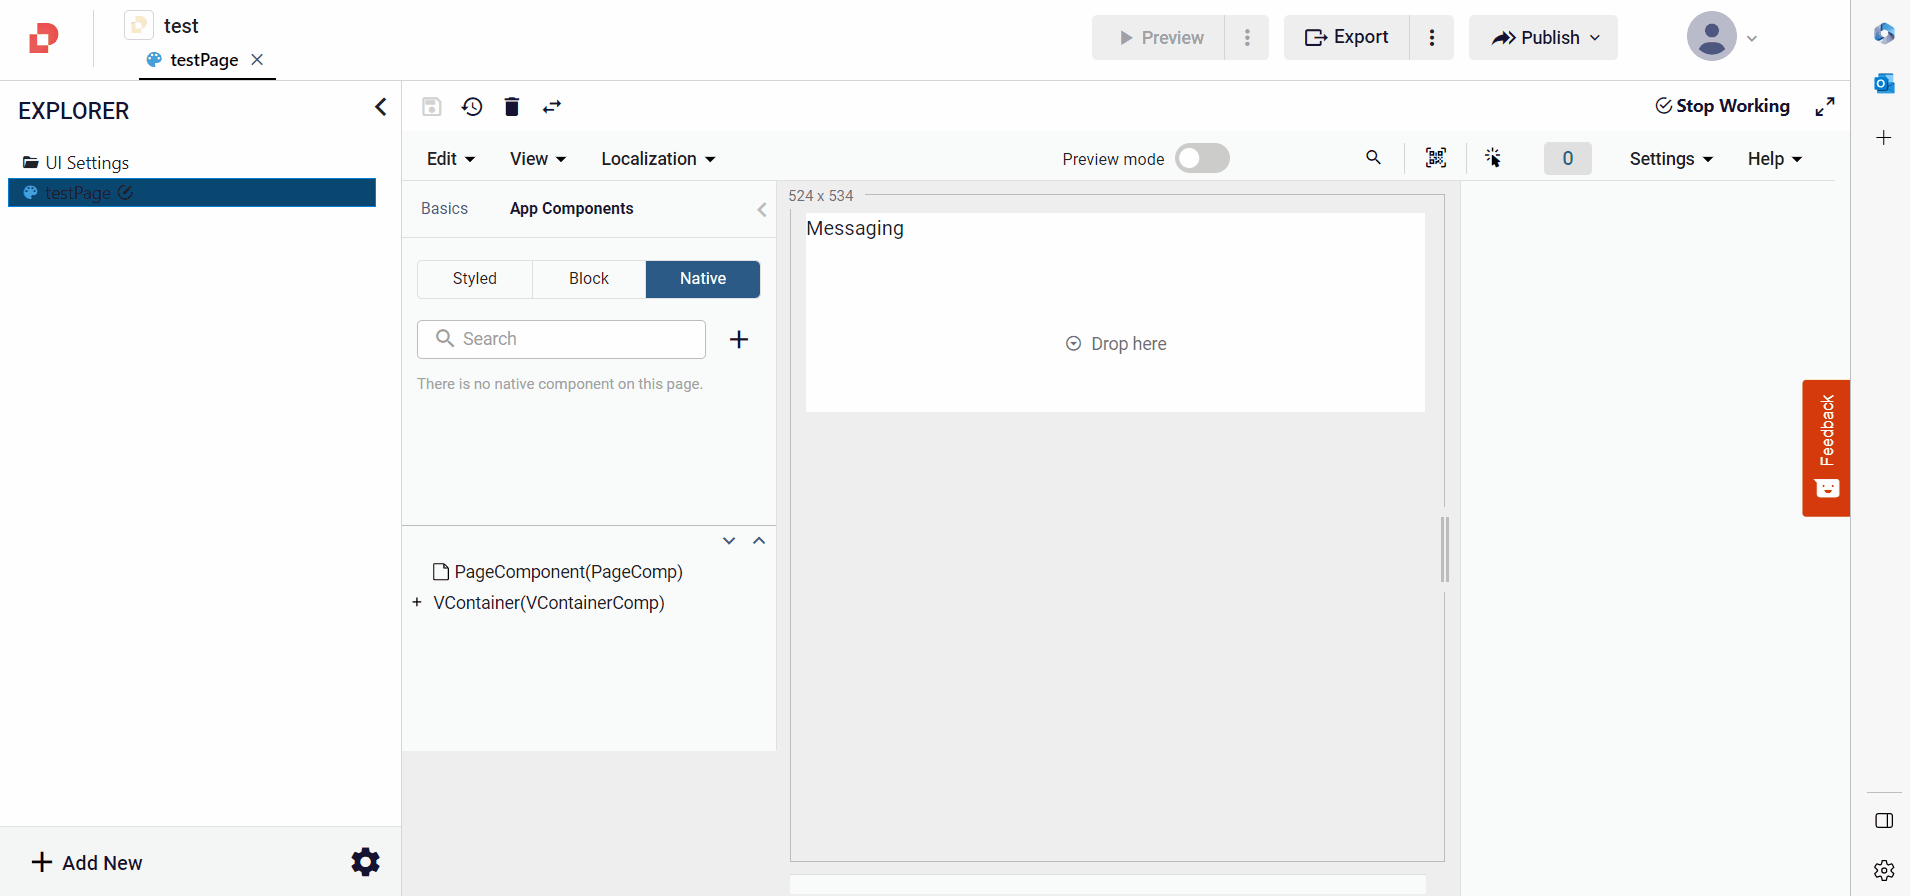 test
testPage
Preview
Export
Publish
EXPLORER
Stop Working
UI Settings
testPage
Edit
View
Localization
Preview mode
0
Settings
Help
Basics
App Components
524 x 534
Messaging
Styled
Block
Native
Search
Drop here
There is no native component on this page.
Feedback
PageComponent(PageComp)
VContainer(VContainerComp)
Add New